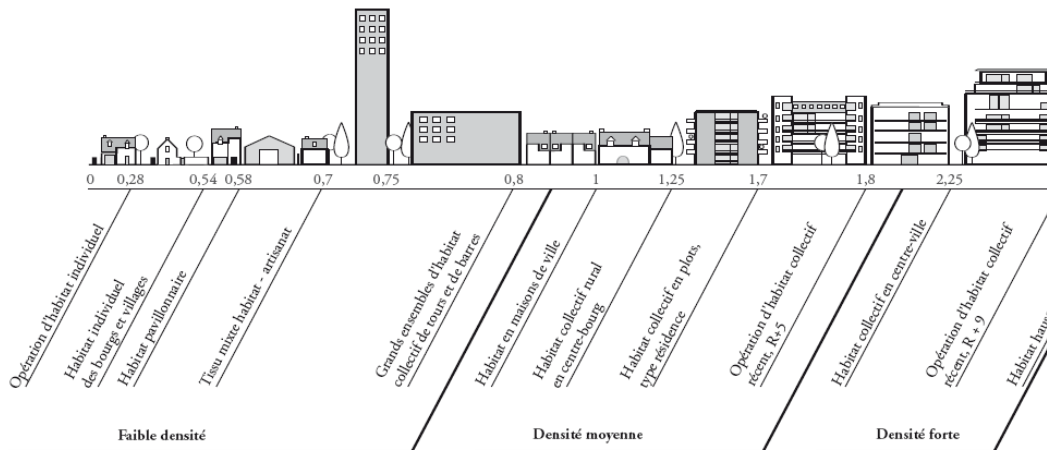 0
0,28
0,54
0,58
0,7
0,75
0,8
1
1,25
1,7
1,8
2,25
Opération d'habitat individuel
Habitat individuel
des bourgs et villages
Habitat pavillonnaire
Tissu mixte habitat - artisanat
Grands ensembles d'habitat
collectif de tours et de barres
Habitat en maisons de ville
Habitat collectif rural
en centre-bourg
Habitat collectif en plots,
type résidence
Opération d'habitat collectif
récent, R+5
Habitat collectif en centre-ville
Opération d'habitat collectif
récent, R + 9
Habitat
Faible densité
Densité moyenne
Densité forte